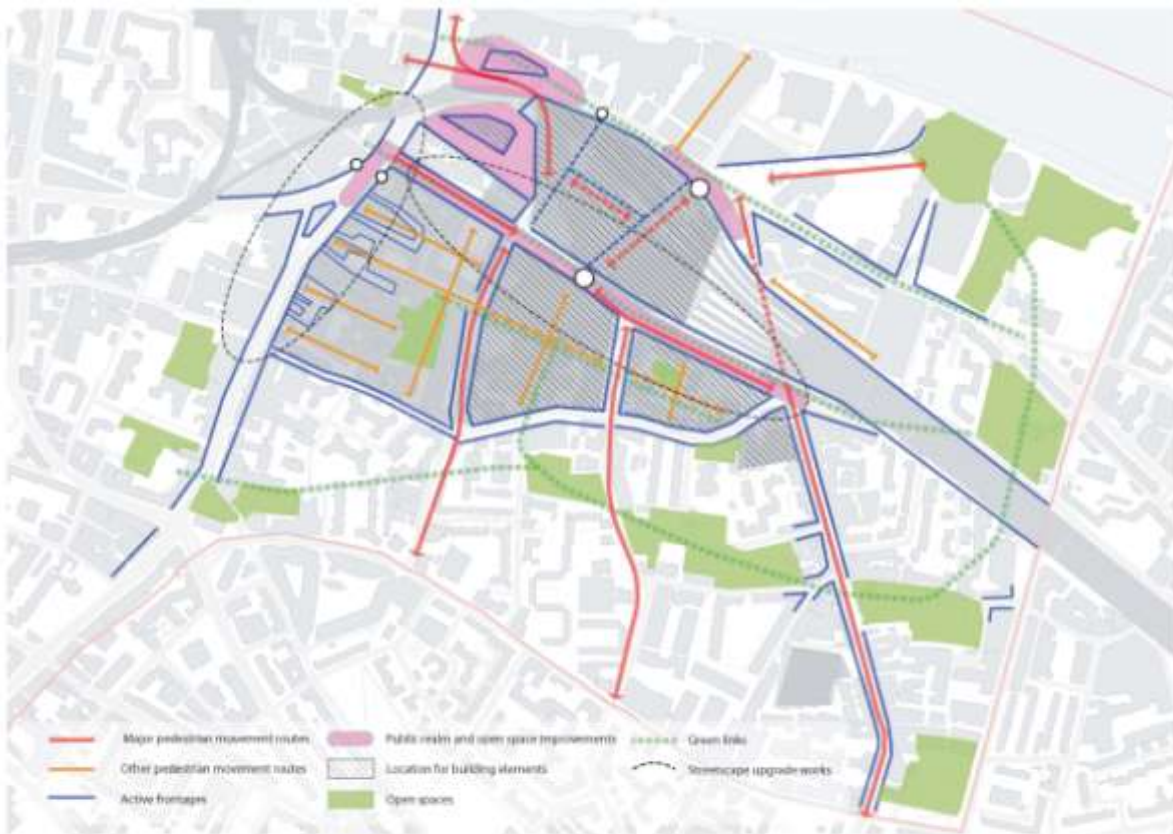 Major pedestrian movement routes
Public realm and open space improvements
Green links
Other pedestrian movement routes
Location for building elements
Streetscape upgrade works
Active frontages
Open spaces